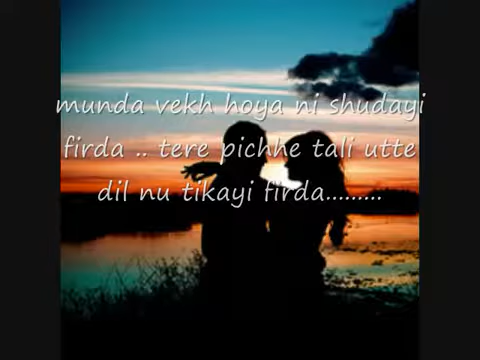 munda vekh hoya ni shudayi
firda .. tere pichhe tali utte
dil nu tikayi firda.........